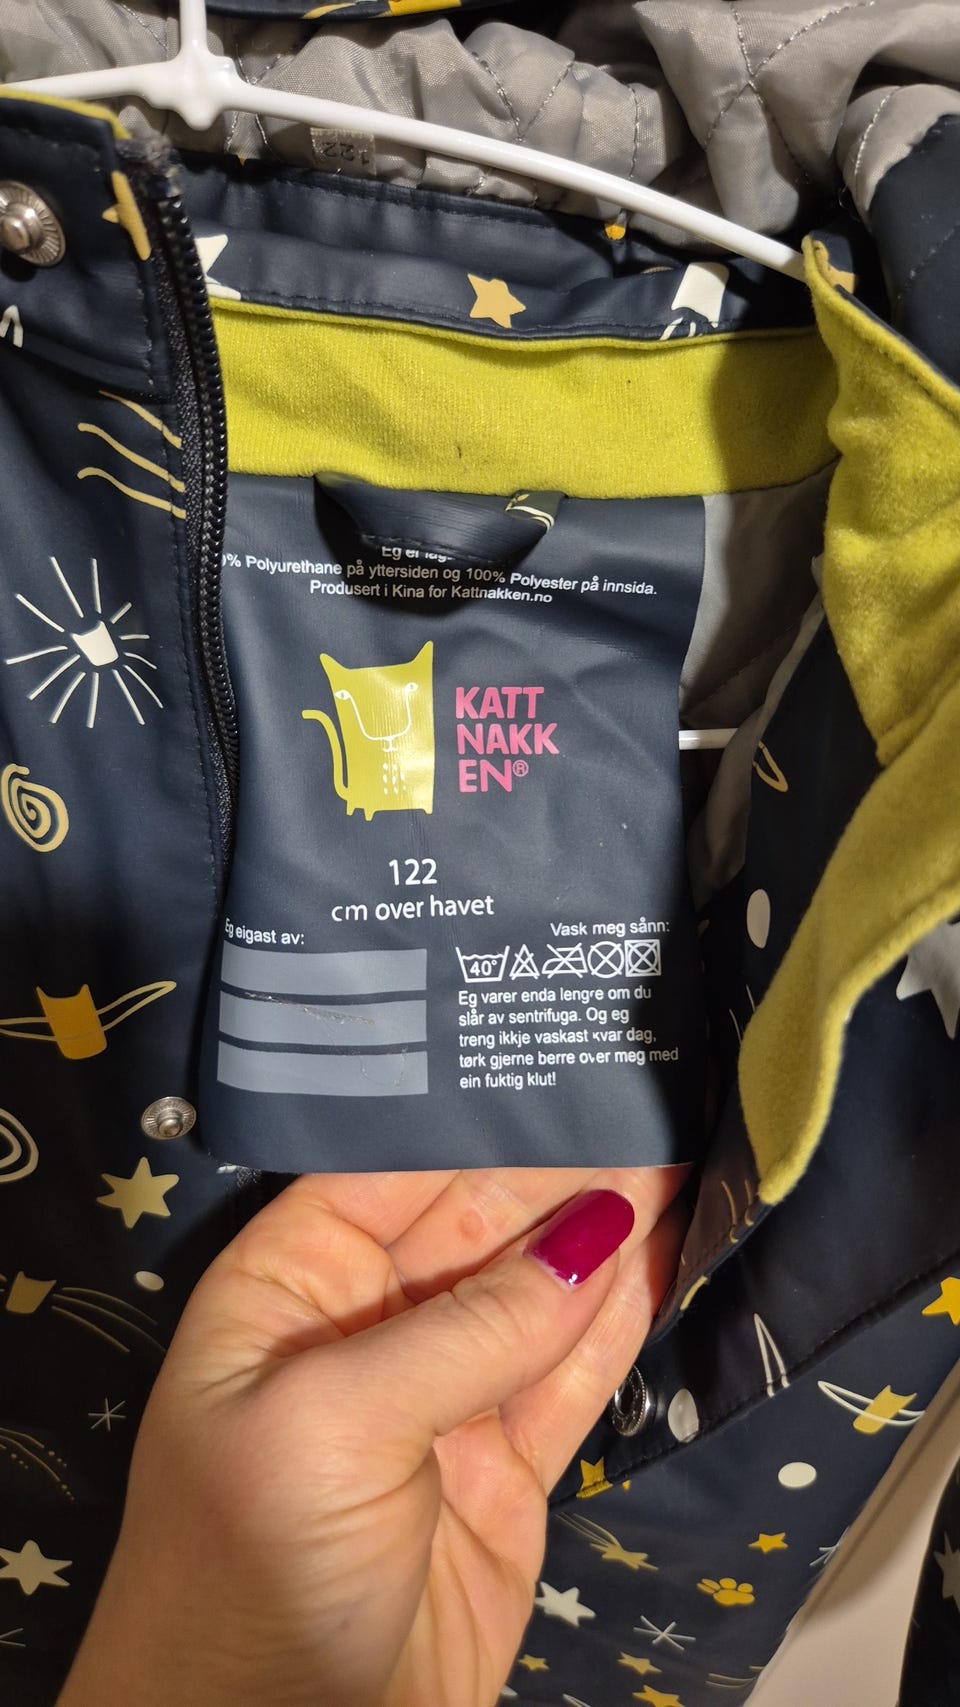 122
Eg er
% Polyurethane på yttersiden og 100% Polyester på innsida.
Produsert i Kina for Kattnakken.no
KATT
NAKK
EN®
122
cm over havet
Eg eigast av:
Vask meg sånn:
40°
Eg varer enda lengre om du
slår av sentrifuga. Og eg
treng ikkje vaskast kvar dag,
tørk gjerne berre over meg med
ein fuktig klut!